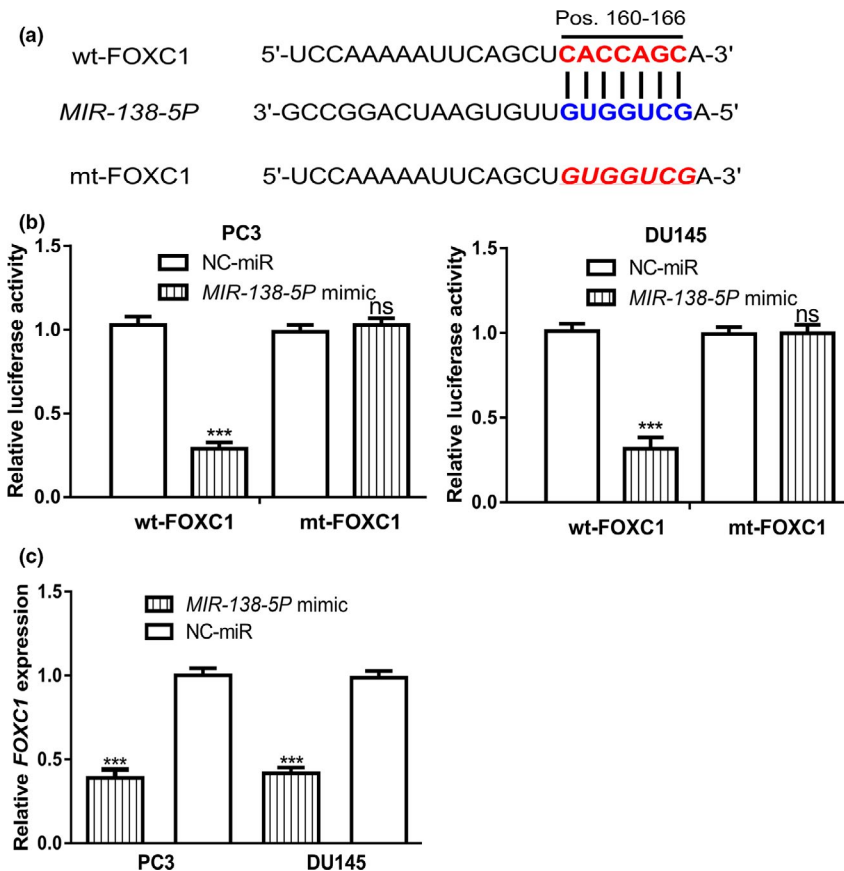 (a)
Pos. 160-166
wt-FOXC1 5'-UCCAAAAAUUCAGCUCACCAGCA-3'
MIR-138-5P 3'-GCCGGACUAAGUGUUGUGGUCGA-5'
mt-FOXC1 5'-UCCAAAAAUUCAGCUGUGGUCGA-3'
(b)
PC3
Relative luciferase activity
1.5
1.0
0.5
0.0
NC-miR
MIR-138-5P mimic
***
ns
wt-FOXC1 mt-FOXC1
DU145
Relative luciferase activity
1.5
1.0
0.5
0.0
NC-miR
MIR-138-5P mimic
***
ns
wt-FOXC1 mt-FOXC1
(c)
Relative FOXC1 expression
1.5
1.0
0.5
0.0
MIR-138-5P mimic
NC-miR
***
***
PC3 DU145